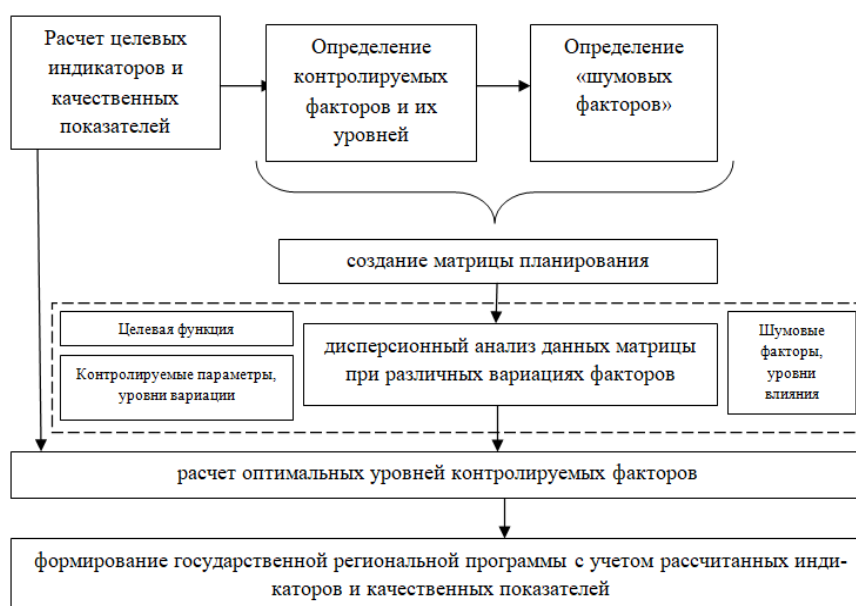 Расчет целевых
индикаторов и
качественных
показателей
Определение
контролируемых
факторов и их
уровней
Определение
«шумовых
факторов»
создание матрицы планирования
Целевая функция
Контролируемые параметры,
уровни вариации
дисперсионный анализ данных матрицы
при различных вариациях факторов
Шумовые
факторы,
уровни
влияния
расчет оптимальных уровней контролируемых факторов
формирование государственной региональной программы с учетом рассчитанных инди-
каторов и качественных показателей